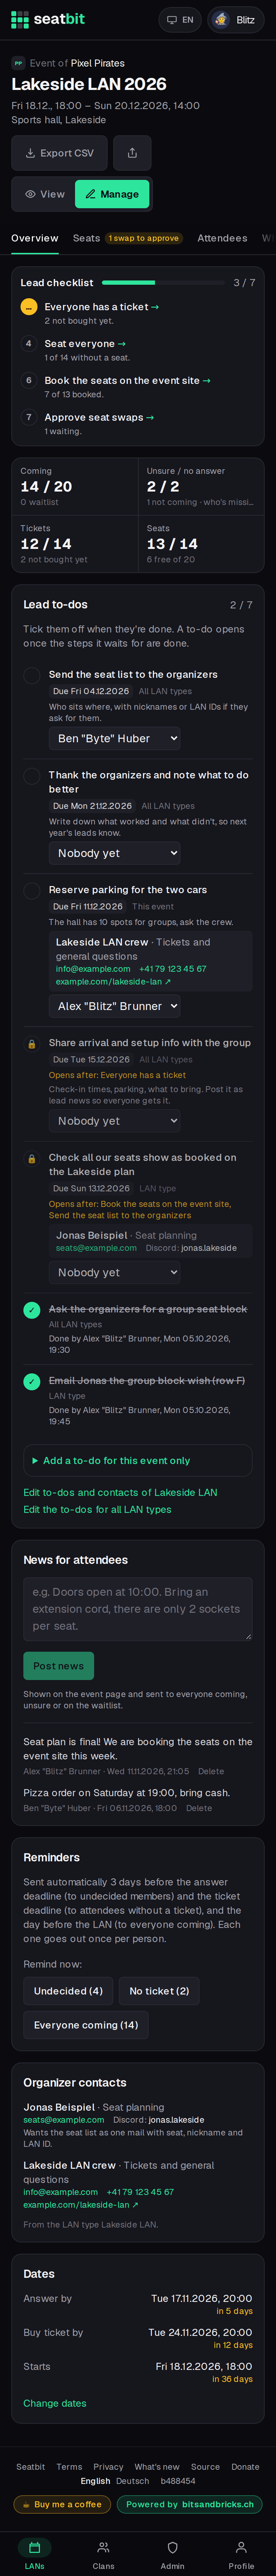 seatbit
EN
Blitz
PP Event of Pixel Pirates
Lakeside LAN 2026
Fri 18.12., 18:00 – Sun 20.12.2026, 14:00
Sports hall, Lakeside
Export CSV
View
Manage
Overview Seats 1 swap to approve Attendees
Lead checklist 3 / 7
Everyone has a ticket →
2 not bought yet.
4 Seat everyone →
1 of 14 without a seat.
6 Book the seats on the event site →
7 of 13 booked.
7 Approve seat swaps →
1 waiting.
Coming
14 / 20
0 waitlist
Unsure / no answer
2 / 2
1 not coming · who's missi...
Tickets
12 / 14
2 not bought yet
Seats
13 / 14
6 free of 20
Lead to-dos 2 / 7
Tick them off when they're done. A to-do opens
once the steps it waits for are done.
Send the seat list to the organizers
Due Fri 04.12.2026 All LAN types
Who sits where, with nicknames or LAN IDs if they
ask for them.
Ben "Byte" Huber
Thank the organizers and note what to do
better
Due Mon 21.12.2026 All LAN types
Write down what worked and what didn't, so next
year's leads know.
Nobody yet
Reserve parking for the two cars
Due Fri 11.12.2026 This event
The hall has 10 spots for groups, ask the crew.
Lakeside LAN crew · Tickets and
general questions
info@example.com +41 79 123 45 67
example.com/lakeside-lan ↗
Alex "Blitz" Brunner
Share arrival and setup info with the group
Due Tue 15.12.2026 All LAN types
Opens after: Everyone has a ticket
Check-in times, parking, what to bring. Post it as
lead news so everyone gets it.
Nobody yet
Check all our seats show as booked on
the Lakeside plan
Due Sun 13.12.2026 LAN type
Opens after: Book the seats on the event site,
Send the seat list to the organizers
Jonas Beispiel · Seat planning
seats@example.com Discord: jonas.lakeside
Nobody yet
Ask the organizers for a group seat block
All LAN types
Done by Alex "Blitz" Brunner, Mon 05.10.2026,
19:30
Email Jonas the group block wish (row F)
LAN type
Done by Alex "Blitz" Brunner, Mon 05.10.2026,
19:45
Add a to-do for this event only
Edit to-dos and contacts of Lakeside LAN
Edit the to-dos for all LAN types
News for attendees
e.g. Doors open at 10:00. Bring an
extension cord, there are only 2 sockets
per seat.
Post news
Shown on the event page and sent to everyone coming,
unsure or on the waitlist.
Seat plan is final! We are booking the seats on the
event site this week.
Alex "Blitz" Brunner · Wed 11.11.2026, 21:05 Delete
Pizza order on Saturday at 19:00, bring cash.
Ben "Byte" Huber · Fri 06.11.2026, 18:00 Delete
Reminders
Sent automatically 3 days before the answer
deadline (to undecided members) and the ticket
deadline (to attendees without a ticket), and the
day before the LAN (to everyone coming). Each
one goes out once per person.
Remind now:
Undecided (4)
No ticket (2)
Everyone coming (14)
Organizer contacts
Jonas Beispiel · Seat planning
seats@example.com Discord: jonas.lakeside
Wants the seat list as one mail with seat, nickname and
LAN ID.
Lakeside LAN crew · Tickets and general
questions
info@example.com +41 79 123 45 67
example.com/lakeside-lan ↗
From the LAN type Lakeside LAN.
Dates
Answer by Tue 17.11.2026, 20:00
in 5 days
Buy ticket by Tue 24.11.2026, 20:00
in 12 days
Starts Fri 18.12.2026, 18:00
in 36 days
Change dates
Seatbit Terms Privacy What's new Source Donate
English Deutsch b488454
Buy me a coffee
Powered by bitsandbricks.ch
LANs Clans Admin Profile